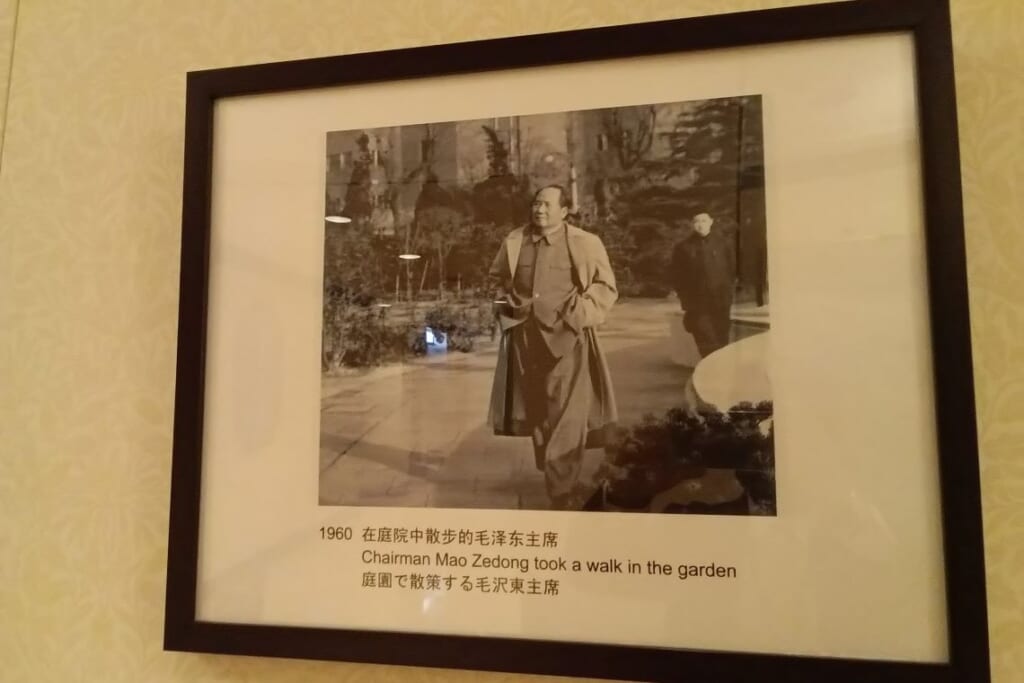 1960 在庭院中散步的毛泽东主席
Chairman Mao Zedong took a walk in the garden
庭園で散策する毛沢東主席